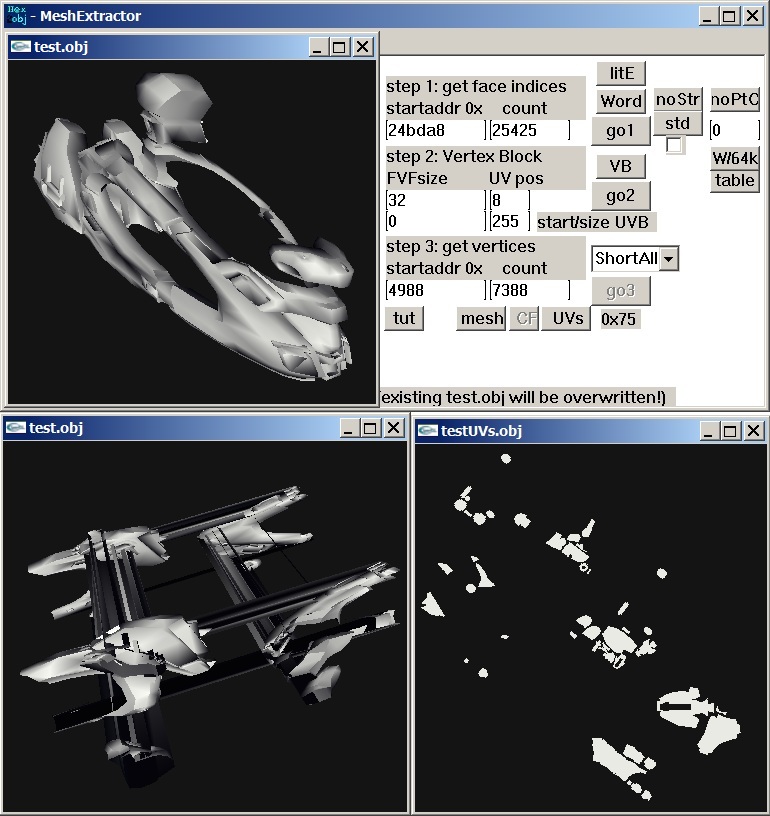 Hex
obj
- MeshExtractor
test.obj
litE
step 1: get face indices
startaddr 0x count
Word
noStr
noPtC
24bda8
25425
go1
std
0
step 2: Vertex Block
VB
W/64k
FVFsize UV pos
table
32
8
go2
0
255
start/size UVB
step 3: get vertices
startaddr 0x count
ShortAll
4988
7388
go3
tut
mesh
CF
UVs
0x75
existing test.obj will be overwritten!)
test.obj
testUVs.obj